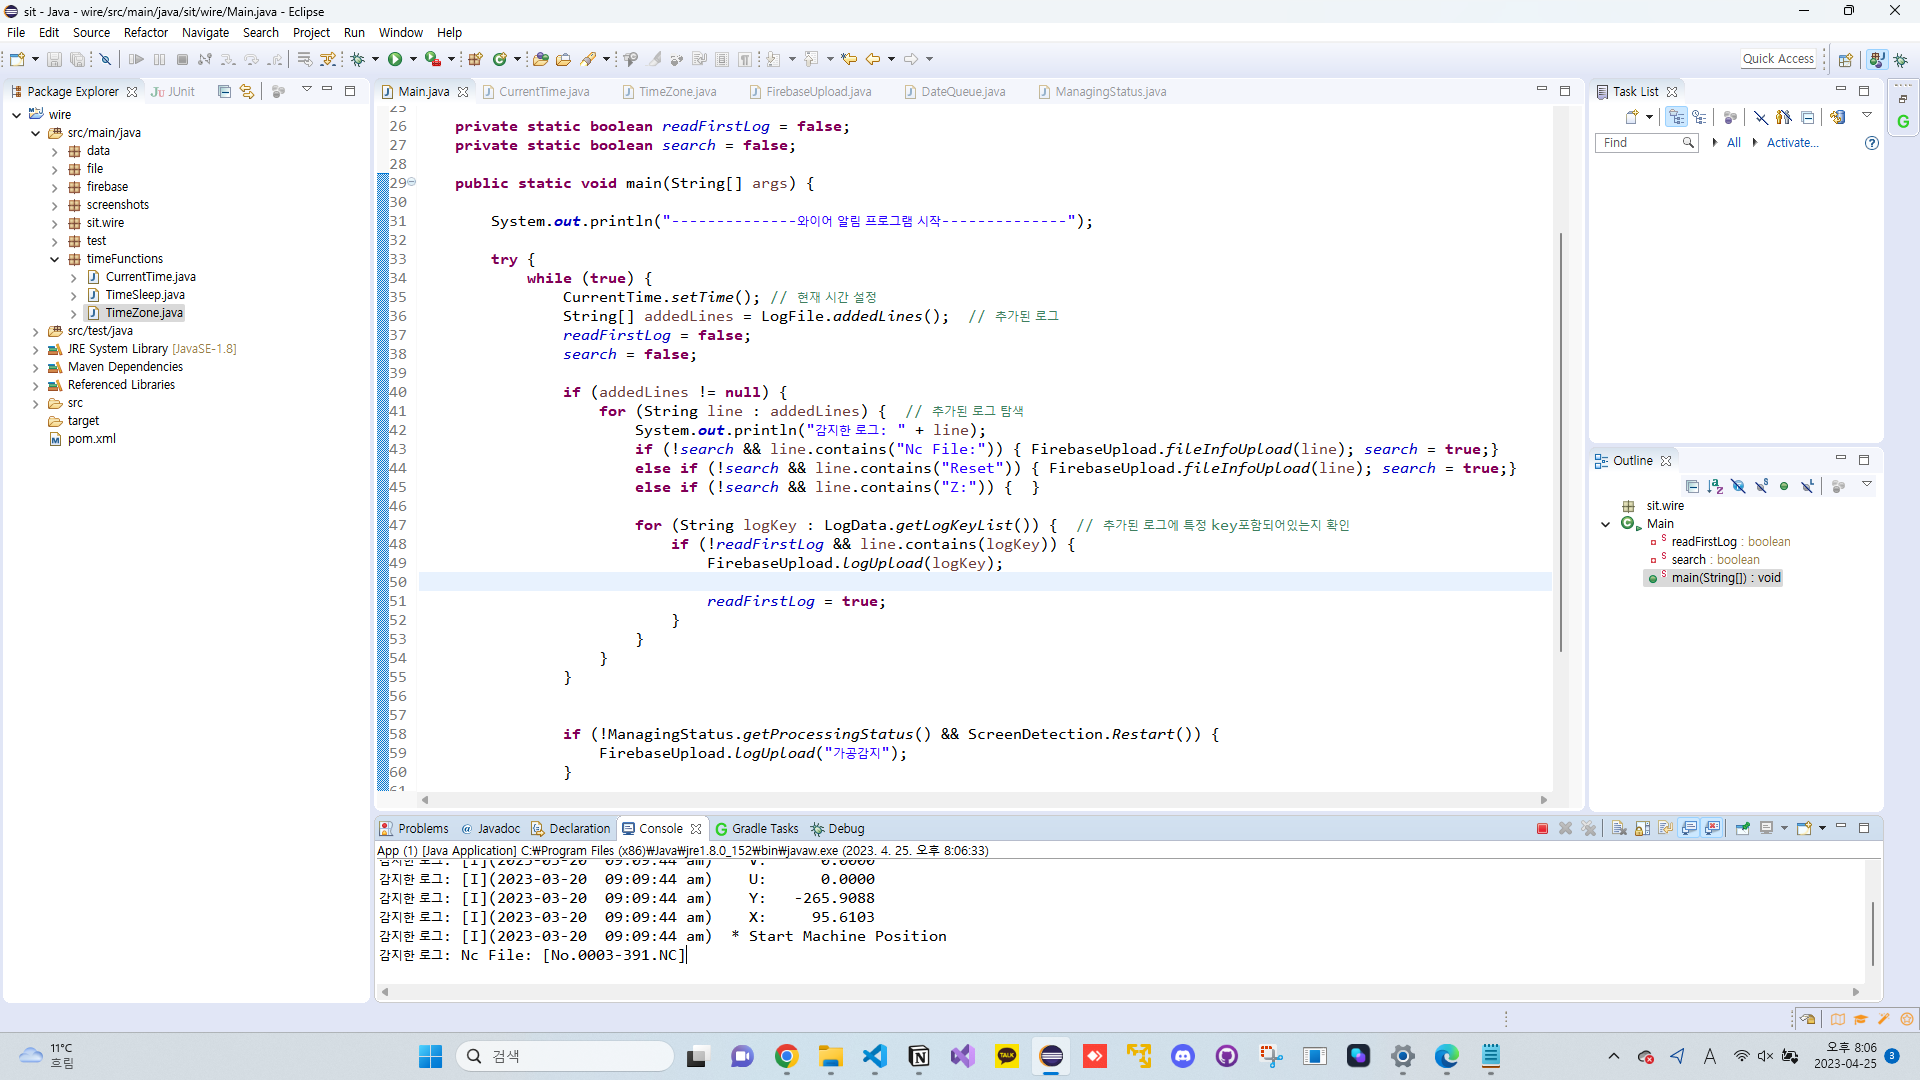 sit - Java - wire/src/main/java/sit/wire/Main.java - Eclipse
File Edit Source Refactor Navigate Search Project Run Window Help
Quick Access
Package Explorer
JUnit
wire
src/main/java
data
file
firebase
screenshots
sit.wire
test
timeFunctions
CurrentTime.java
TimeSleep.java
TimeZone.java
src/test/java
JRE System Library [JavaSE-1.8]
Maven Dependencies
Referenced Libraries
src
target
pom.xml
Main.java CurrentTime.java TimeZone.java FirebaseUpload.java DateQueue.java ManagingStatus.java
25
26 private static boolean readFirstLog = false;
27 private static boolean search = false;
28
29 public static void main(String[] args) {
30
31 System.out.println("--------------와이어 알림 프로그램 시작--------------");
32
33 try {
34 while (true) {
35 CurrentTime.setTime(); // 현재 시간 설정
36 String[] addedLines = LogFile.addedLines(); // 추가된 로그
37 readFirstLog = false;
38 search = false;
39
40 if (addedLines != null) {
41 for (String line : addedLines) { // 추가된 로그 탐색
42 System.out.println("감지한 로그: " + line);
43 if (!search && line.contains("Nc File:")) { FirebaseUpload.fileInfoUpload(line); search = true;}
44 else if (!search && line.contains("Reset")) { FirebaseUpload.fileInfoUpload(line); search = true;}
45 else if (!search && line.contains("Z:")) { }
46
47 for (String logKey : LogData.getLogKeyList()) { // 추가된 로그에 특정 key포함되어있는지 확인
48 if (!readFirstLog && line.contains(logKey)) {
49 FirebaseUpload.logUpload(logKey);
50
51 readFirstLog = true;
52 }
53 }
54 }
55 }
56
57
58 if (!ManagingStatus.getProcessingStatus() && ScreenDetection.Restart()) {
59 FirebaseUpload.logUpload("가공감지");
60 }
61
Task List
Find
All
Activate...
Outline
sit.wire
Main
readFirstLog : boolean
search : boolean
main(String[]) : void
Problems Javadoc Declaration Console Gradle Tasks Debug
App (1) [Java Application] C:₩Program Files (x86)₩Java₩jre1.8.0_152₩bin₩javaw.exe (2023. 4. 25. 오후 8:06:33)
감지한 로그: [I](2023-03-20 09:09:44 am) V: 0.0000
감지한 로그: [I](2023-03-20 09:09:44 am) U: 0.0000
감지한 로그: [I](2023-03-20 09:09:44 am) Y: -265.9088
감지한 로그: [I](2023-03-20 09:09:44 am) X: 95.6103
감지한 로그: [I](2023-03-20 09:09:44 am) * Start Machine Position
감지한 로그: Nc File: [No.0003-391.NC]
11°C
흐림
검색
TALK
A
오후 8:06
2023-04-25
3